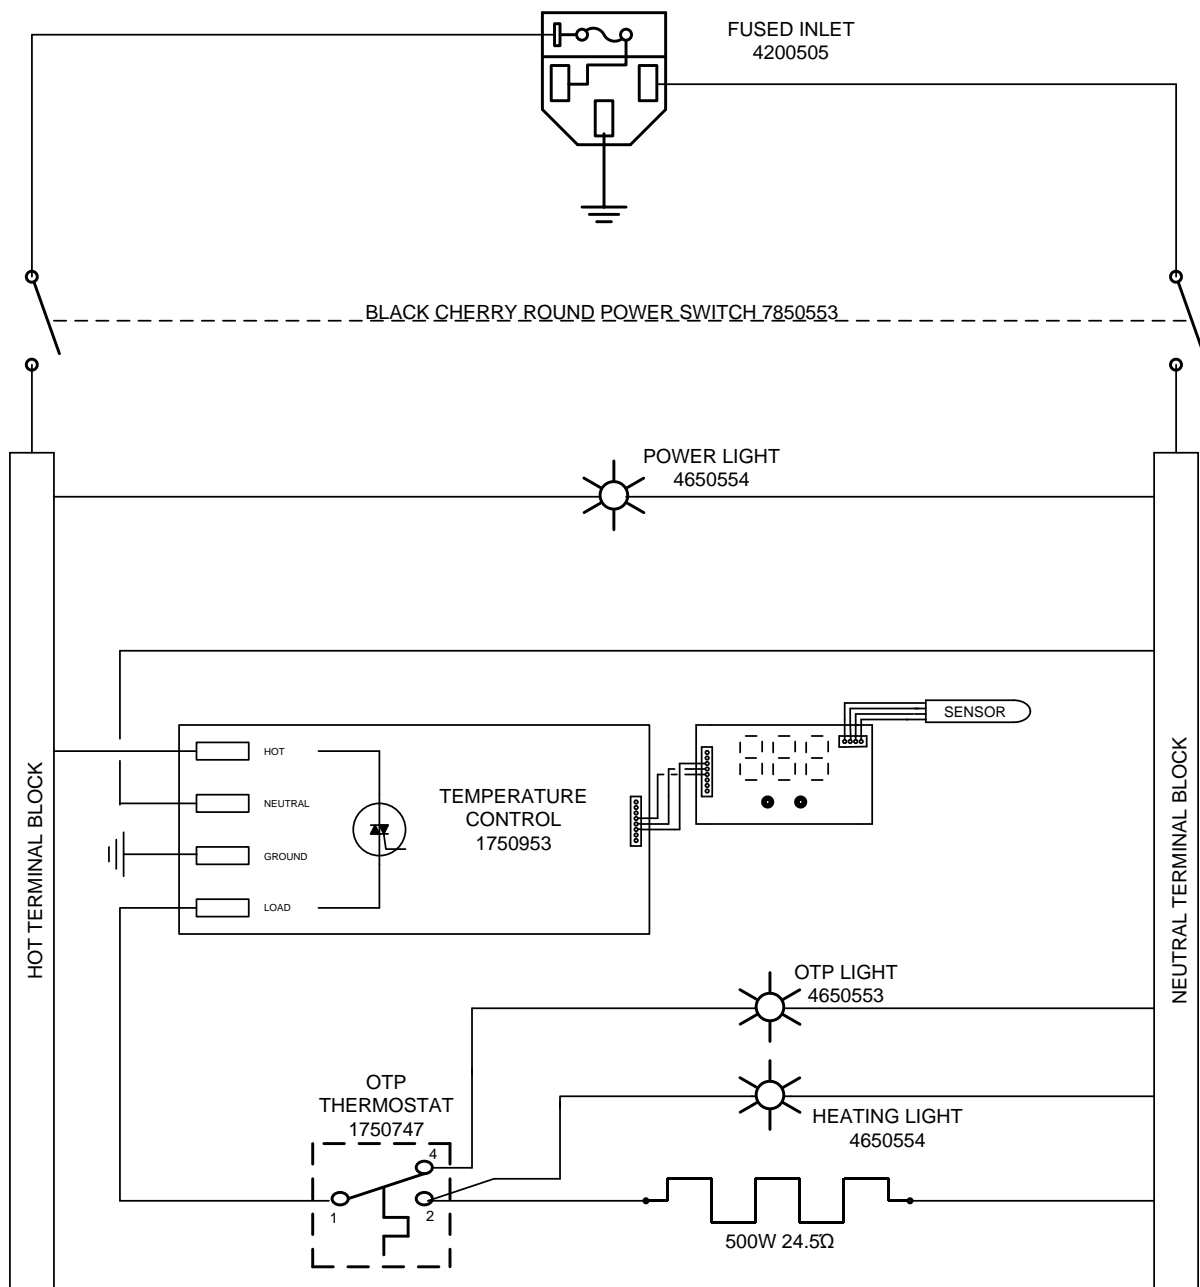 FUSED INLET
4200505
BLACK CHERRY ROUND POWER SWITCH 7850553
POWER LIGHT
4650554
SENSOR
HOT
NEUTRAL
GROUND
LOAD
TEMPERATURE
CONTROL
1750953
HOT TERMINAL BLOCK
NEUTRAL TERMINAL BLOCK
OTP LIGHT
4650553
OTP
THERMOSTAT
1750747
HEATING LIGHT
4650554
4
1
2
500W 24.5Ω